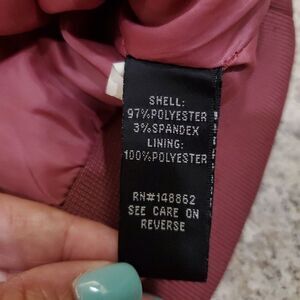 SHELL:
97%POLYESTER
3%SPANDEX
LINING:
100%POLYESTER
RN#148862
SEE CARE ON
REVERSE